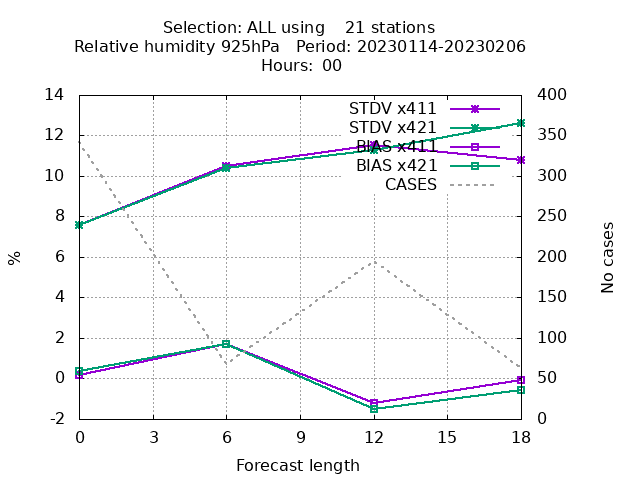 Selection: ALL using    21 stations
Relative humidity 925hPa   Period: 20230114-20230206
Hours: 00
14
12
10
8
6
4
2
0
-2
400
350
300
250
200
150
100
50
0
STDV x411
STDV x421
BIAS x411
BIAS x421
CASES
%
No cases
0 3 6 9 12 15 18
Forecast length